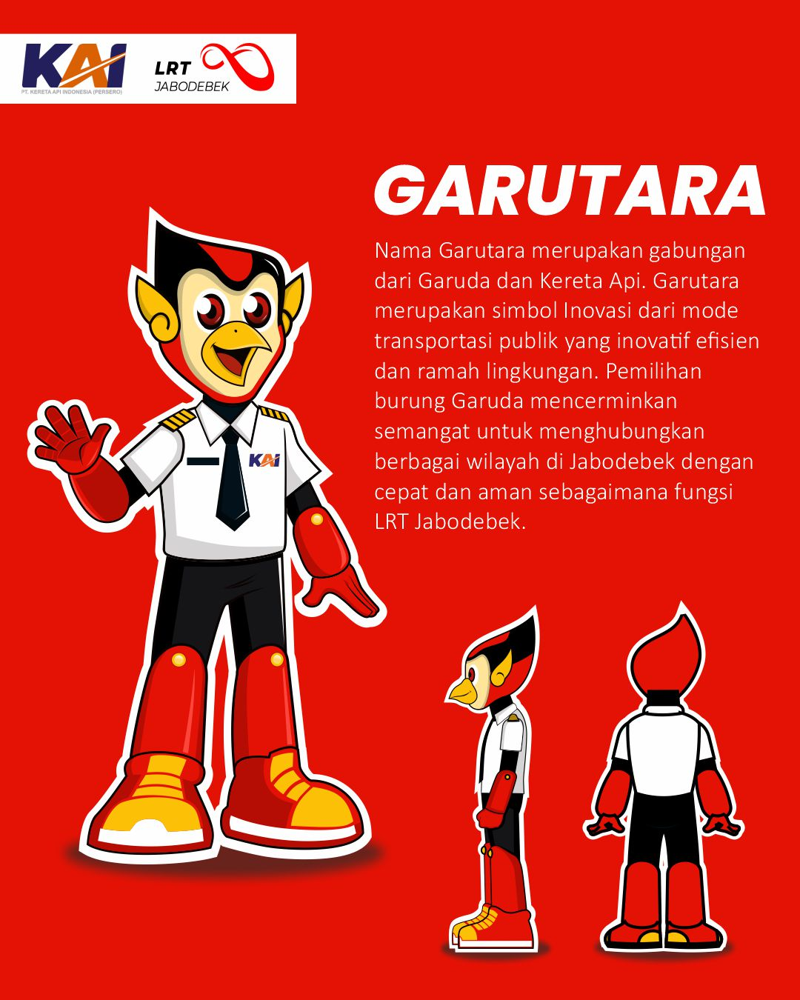 KAI
PT. KERETA API INDONESIA (PERSERO)
LRT
JABODEBEK
GARUTARA
Nama Garutara merupakan gabungan
dari Garuda dan Kereta Api. Garutara
merupakan simbol Inovasi dari mode
transportasi publik yang inovatif efisien
dan ramah lingkungan. Pemilihan
burung Garuda mencerminkan
semangat untuk menghubungkan
berbagai wilayah di Jabodebek dengan
cepat dan aman sebagaimana fungsi
LRT Jabodebek.
KAI